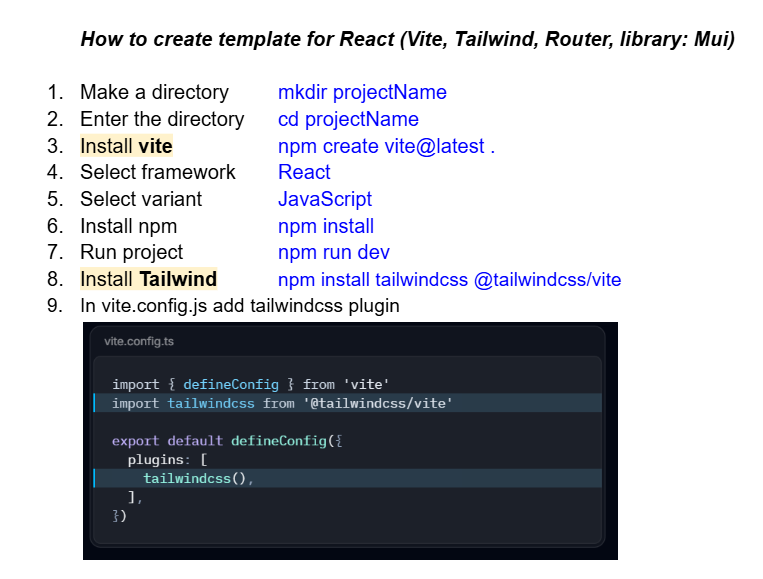 How to create template for React (Vite, Tailwind, Router, library: Mui)
1. Make a directory mkdir projectName
2. Enter the directory cd projectName
3. Install vite npm create vite@latest .
4. Select framework React
5. Select variant JavaScript
6. Install npm npm install
7. Run project npm run dev
8. Install Tailwind npm install tailwindcss @tailwindcss/vite
9. In vite.config.js add tailwindcss plugin
vite.config.ts
import { defineConfig } from 'vite'
import tailwindcss from '@tailwindcss/vite'
export default defineConfig({
  plugins: [
    tailwindcss(),
  ],
})